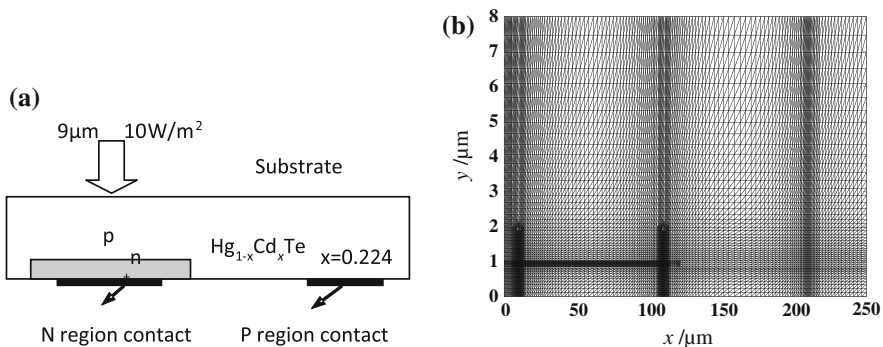 (a)
9μm 10W/m²
Substrate
p
n⁺
Hg₁₋ₓCdₓTe x=0.224
N region contact P region contact
(b)
y /μm
8
7
6
5
4
3
2
1
0
0 50 100 150 200 250
x /μm